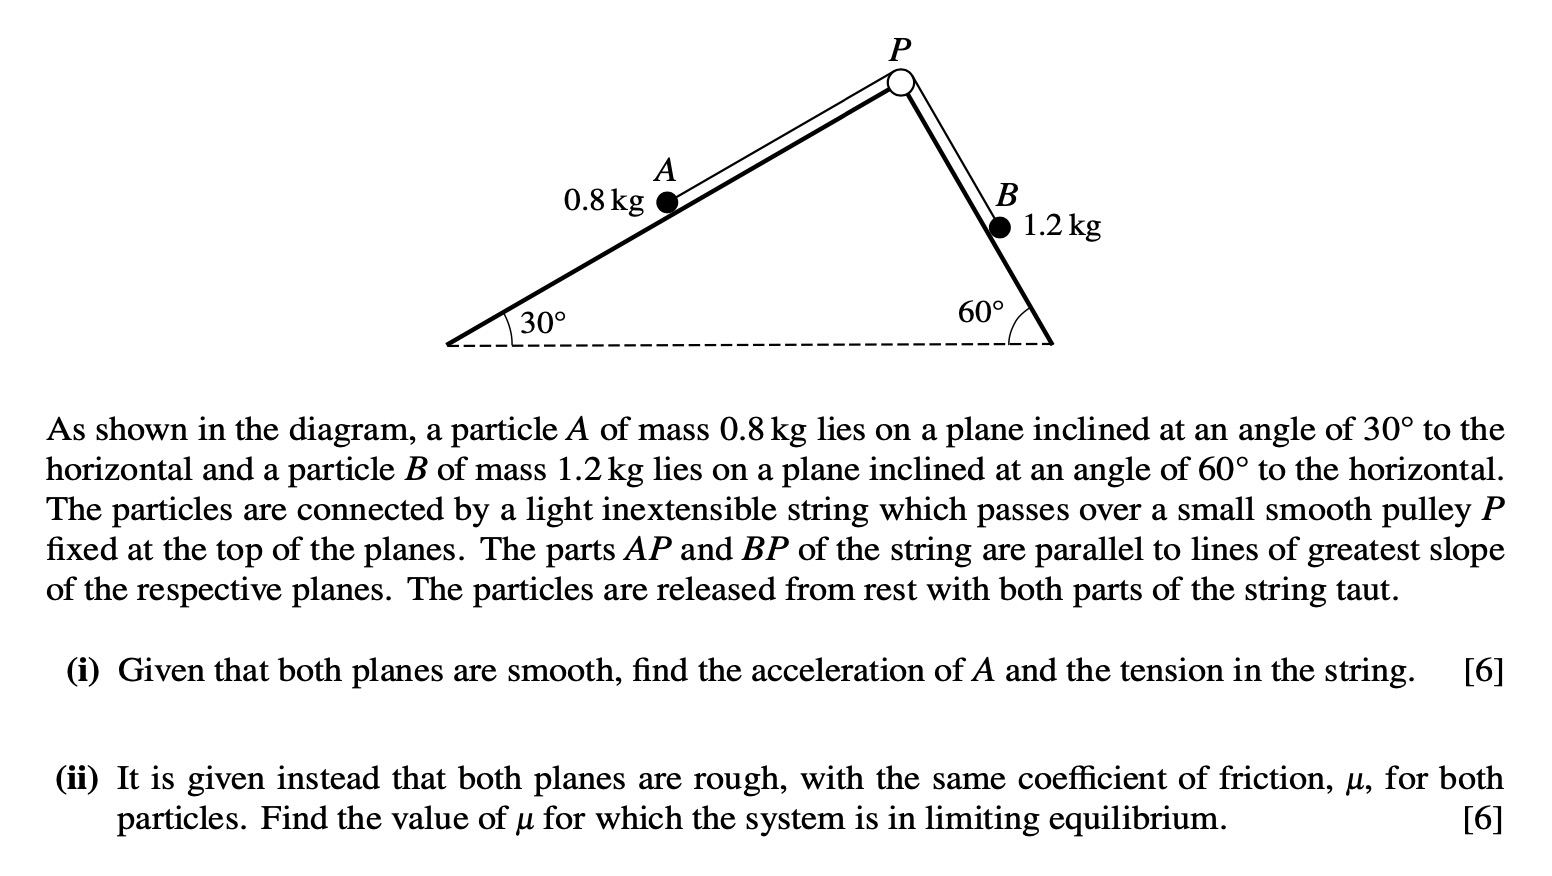 P
A
0.8 kg
B
1.2 kg
30°
60°
As shown in the diagram, a particle A of mass 0.8 kg lies on a plane inclined at an angle of 30° to the
horizontal and a particle B of mass 1.2 kg lies on a plane inclined at an angle of 60° to the horizontal.
The particles are connected by a light inextensible string which passes over a small smooth pulley P
fixed at the top of the planes. The parts AP and BP of the string are parallel to lines of greatest slope
of the respective planes. The particles are released from rest with both parts of the string taut.
(i) Given that both planes are smooth, find the acceleration of A and the tension in the string. [6]
(ii) It is given instead that both planes are rough, with the same coefficient of friction, μ, for both
particles. Find the value of μ for which the system is in limiting equilibrium. [6]